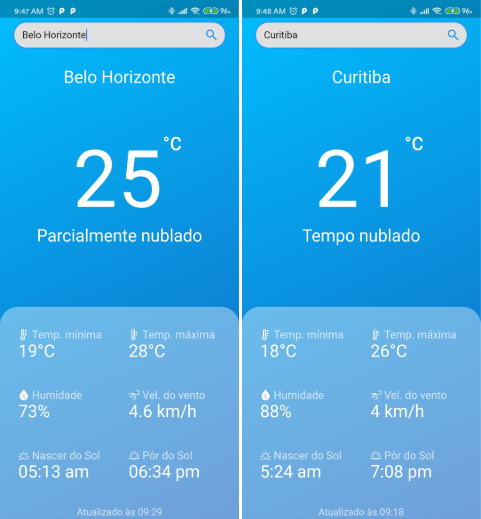 9:47 AM P P 96%
Belo Horizonte
Belo Horizonte
25 °C
Parcialmente nublado
Temp. mínima Temp. máxima
19°C 28°C
Humidade Vel. do vento
73% 4.6 km/h
Nascer do Sol Pôr do Sol
05:13 am 06:34 pm
Atualizado às 09:29
9:48 AM P P 96%
Curitiba
Curitiba
21 °C
Tempo nublado
Temp. mínima Temp. máxima
18°C 26°C
Humidade Vel. do vento
88% 4 km/h
Nascer do Sol Pôr do Sol
5:24 am 7:08 pm
Atualizado às 09:18